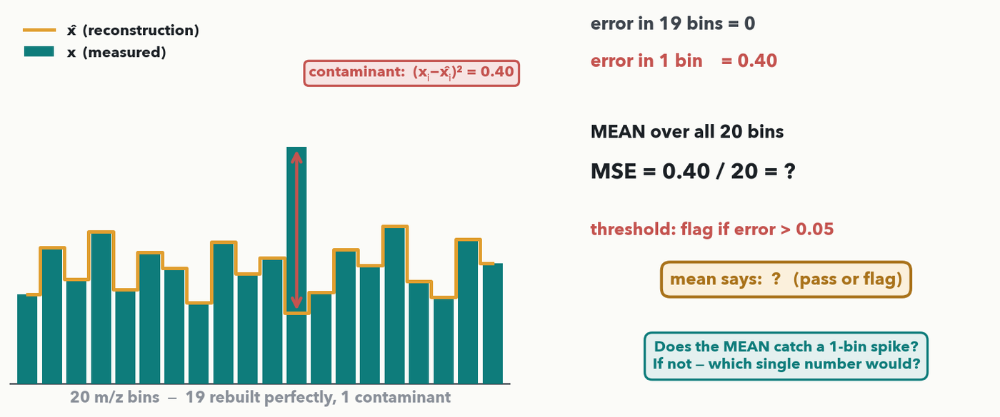 x̂ (reconstruction)
x (measured)
contaminant: (xᵢ−x̂ᵢ)² = 0.40
20 m/z bins — 19 rebuilt perfectly, 1 contaminant
error in 19 bins = 0
error in 1 bin = 0.40
MEAN over all 20 bins
MSE = 0.40 / 20 = ?
threshold: flag if error > 0.05
mean says: ? (pass or flag)
Does the MEAN catch a 1-bin spike?
If not — which single number would?